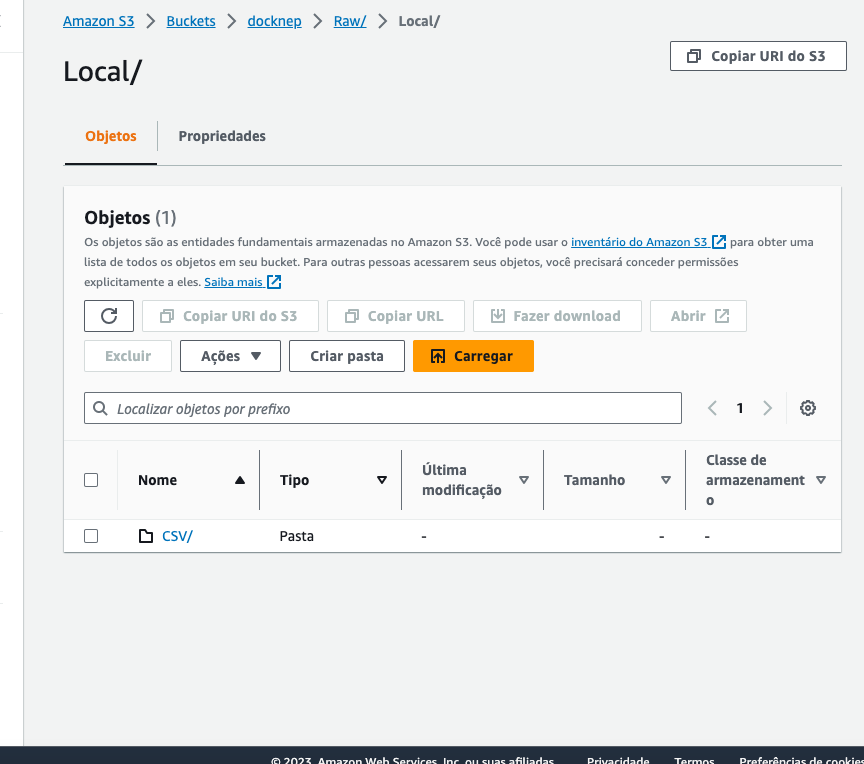 Amazon S3 > Buckets > docknep > Raw/ > Local/
Local/
Copiar URI do S3
Objetos
Propriedades
Objetos (1)
Os objetos são as entidades fundamentais armazenadas no Amazon S3. Você pode usar o inventário do Amazon S3 para obter uma
lista de todos os objetos em seu bucket. Para outras pessoas acessarem seus objetos, você precisará conceder permissões
explicitamente a eles. Saiba mais
Copiar URI do S3
Copiar URL
Fazer download
Abrir
Excluir
Ações
Criar pasta
Carregar
Localizar objetos por prefixo
1
Nome
Tipo
Última
modificação
Tamanho
Classe de
armazenament
o
CSV/
Pasta
-
-
-
© 2023, Amazon Web Services, Inc. ou suas afiliadas.
Privacidade
Termos
Preferências de cookies